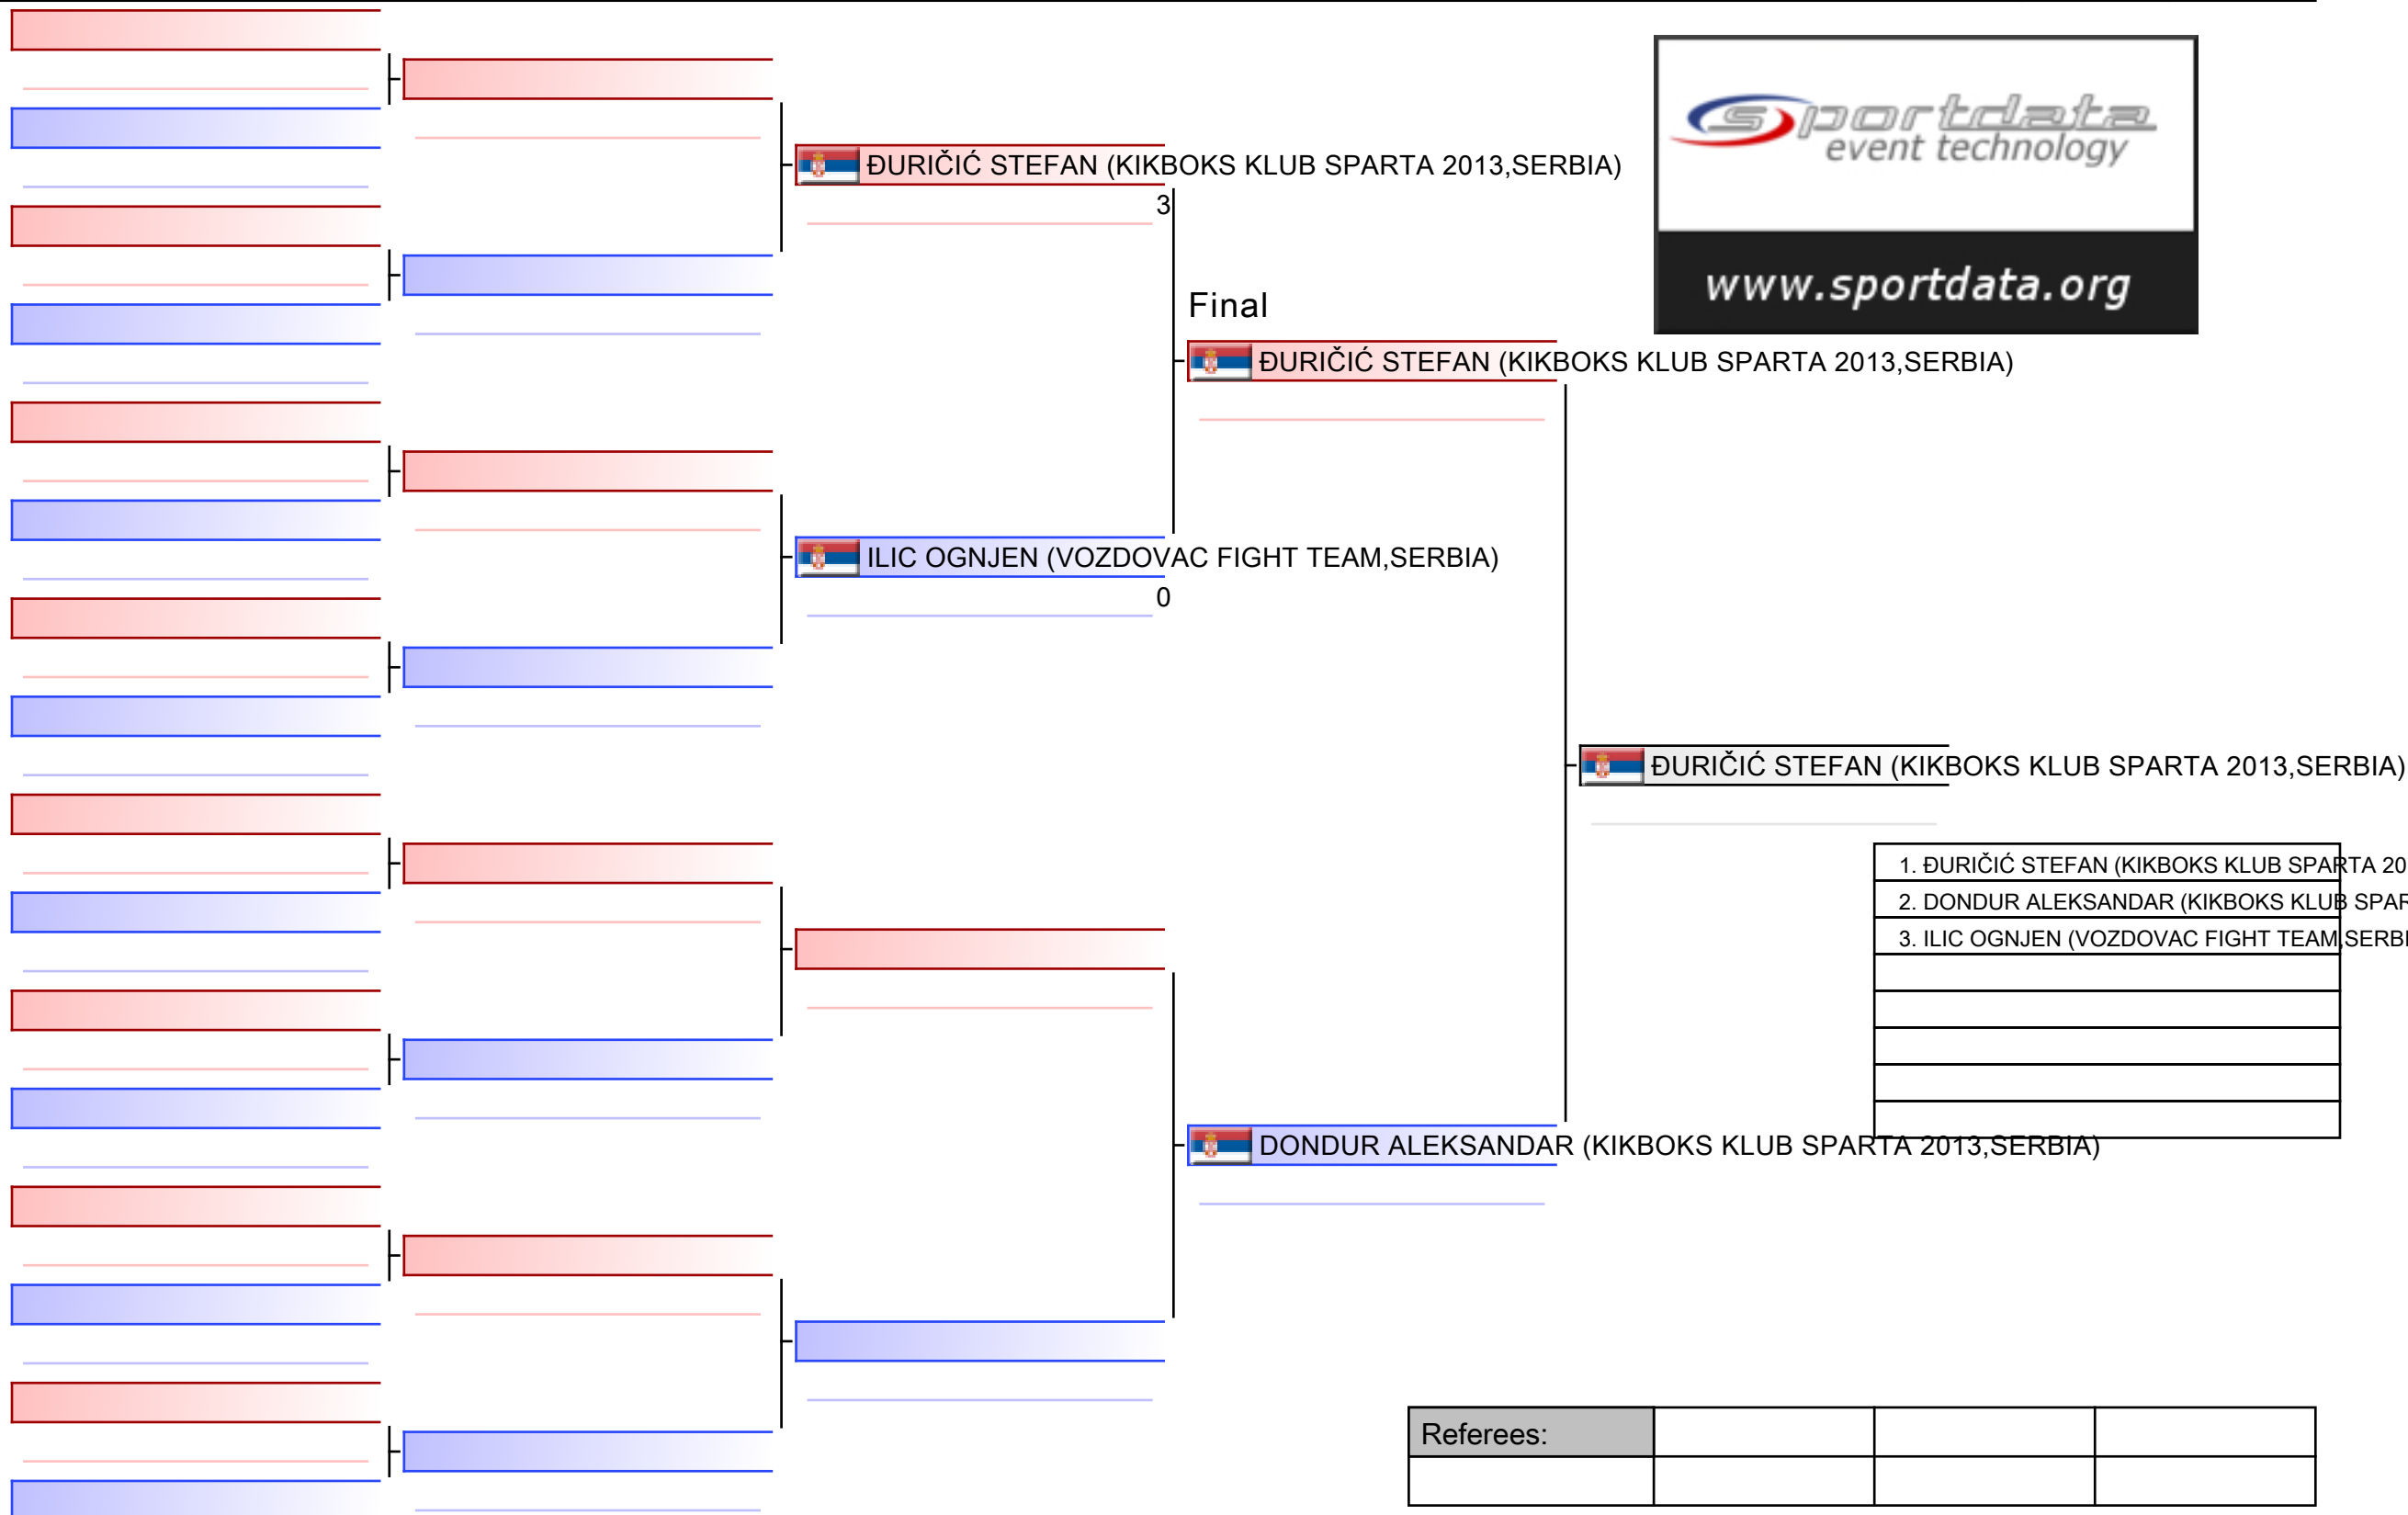 sportdata
event technology
www.sportdata.org
ĐURIČIĆ STEFAN (KIKBOKS KLUB SPARTA 2013,SERBIA)
3
Final
ĐURIČIĆ STEFAN (KIKBOKS KLUB SPARTA 2013,SERBIA)
ILIC OGNJEN (VOZDOVAC FIGHT TEAM,SERBIA)
0
ĐURIČIĆ STEFAN (KIKBOKS KLUB SPARTA 2013,SERBIA)
1. ĐURIČIĆ STEFAN (KIKBOKS KLUB SPARTA 20
2. DONDUR ALEKSANDAR (KIKBOKS KLUB SPAR
3. ILIC OGNJEN (VOZDOVAC FIGHT TEAM,SERBI
DONDUR ALEKSANDAR (KIKBOKS KLUB SPARTA 2013,SERBIA)
Referees: